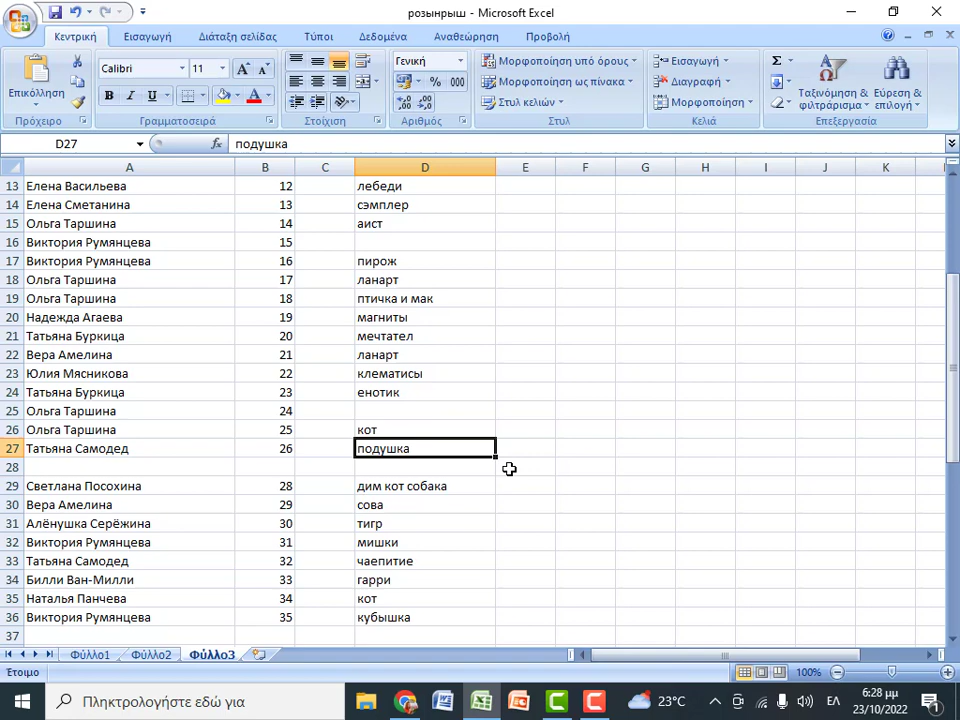 розынрыш - Microsoft Excel
Κεντρική Εισαγωγή Διάταξη σελίδας Τύποι Δεδομένα Αναθεώρηση Προβολή
Επικόλληση
Calibri 11
B I U
Γενική
% 000
Μορφοποίηση υπό όρους
Μορφοποίηση ως πίνακα
Στυλ κελιών
Εισαγωγή
Διαγραφή
Μορφοποίηση
Σ
Ταξινόμηση & φιλτράρισμα
Εύρεση & επιλογή
Πρόχειρο Γραμματοσειρά Στοίχιση Αριθμός Στυλ Κελιά Επεξεργασία
D27 fx подушка
A B C D E F G H I J K
13 Елена Васильева 12 лебеди
14 Елена Сметанина 13 сэмплер
15 Ольга Таршина 14 аист
16 Виктория Румянцева 15
17 Виктория Румянцева 16 пирож
18 Ольга Таршина 17 ланарт
19 Ольга Таршина 18 птичка и мак
20 Надежда Агаева 19 магниты
21 Татьяна Буркица 20 мечтател
22 Вера Амелина 21 ланарт
23 Юлия Мясникова 22 клематисы
24 Татьяна Буркица 23 енотик
25 Ольга Таршина 24
26 Ольга Таршина 25 кот
27 Татьяна Самодед 26 подушка
28
29 Светлана Посохина 28 дим кот собака
30 Вера Амелина 29 сова
31 Алёнушка Серёжина 30 тигр
32 Виктория Румянцева 31 мишки
33 Татьяна Самодед 32 чаепитие
34 Билли Ван-Милли 33 гарри
35 Наталья Панчева 34 кот
36 Виктория Румянцева 35 кубышка
37
Φύλλο1 Φύλλο2 Φύλλο3
Έτοιμο 100%
Πληκτρολογήστε εδώ για 23°C ΕΛ 6:28 μμ
23/10/2022